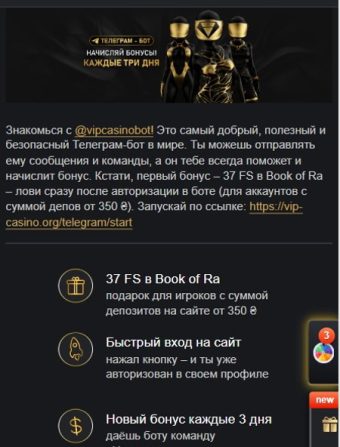 ТЕЛЕГРАМ - БОТ
НАЧИСЛЯЙ БОНУСЫ!
КАЖДЫЕ ТРИ ДНЯ
Знакомься с @vipcasinobot! Это самый добрый, полезный и
безопасный Телеграм-бот в мире. Ты можешь отправлять
ему сообщения и команды, а он тебе всегда поможет и
начислит бонус. Кстати, первый бонус – 37 FS в Book of Ra
– лови сразу после авторизации в боте (для аккаунтов с
суммой депов от 350 ₴). Запускай по ссылке: https://vip-
casino.org/telegram/start
37 FS в Book of Ra
подарок для игроков с суммой
депозитов на сайте от 350 ₴
3
Быстрый вход на сайт
нажал кнопку – и ты уже
авторизован в своем профиле
new
Новый бонус каждые 3 дня
даёшь боту команду